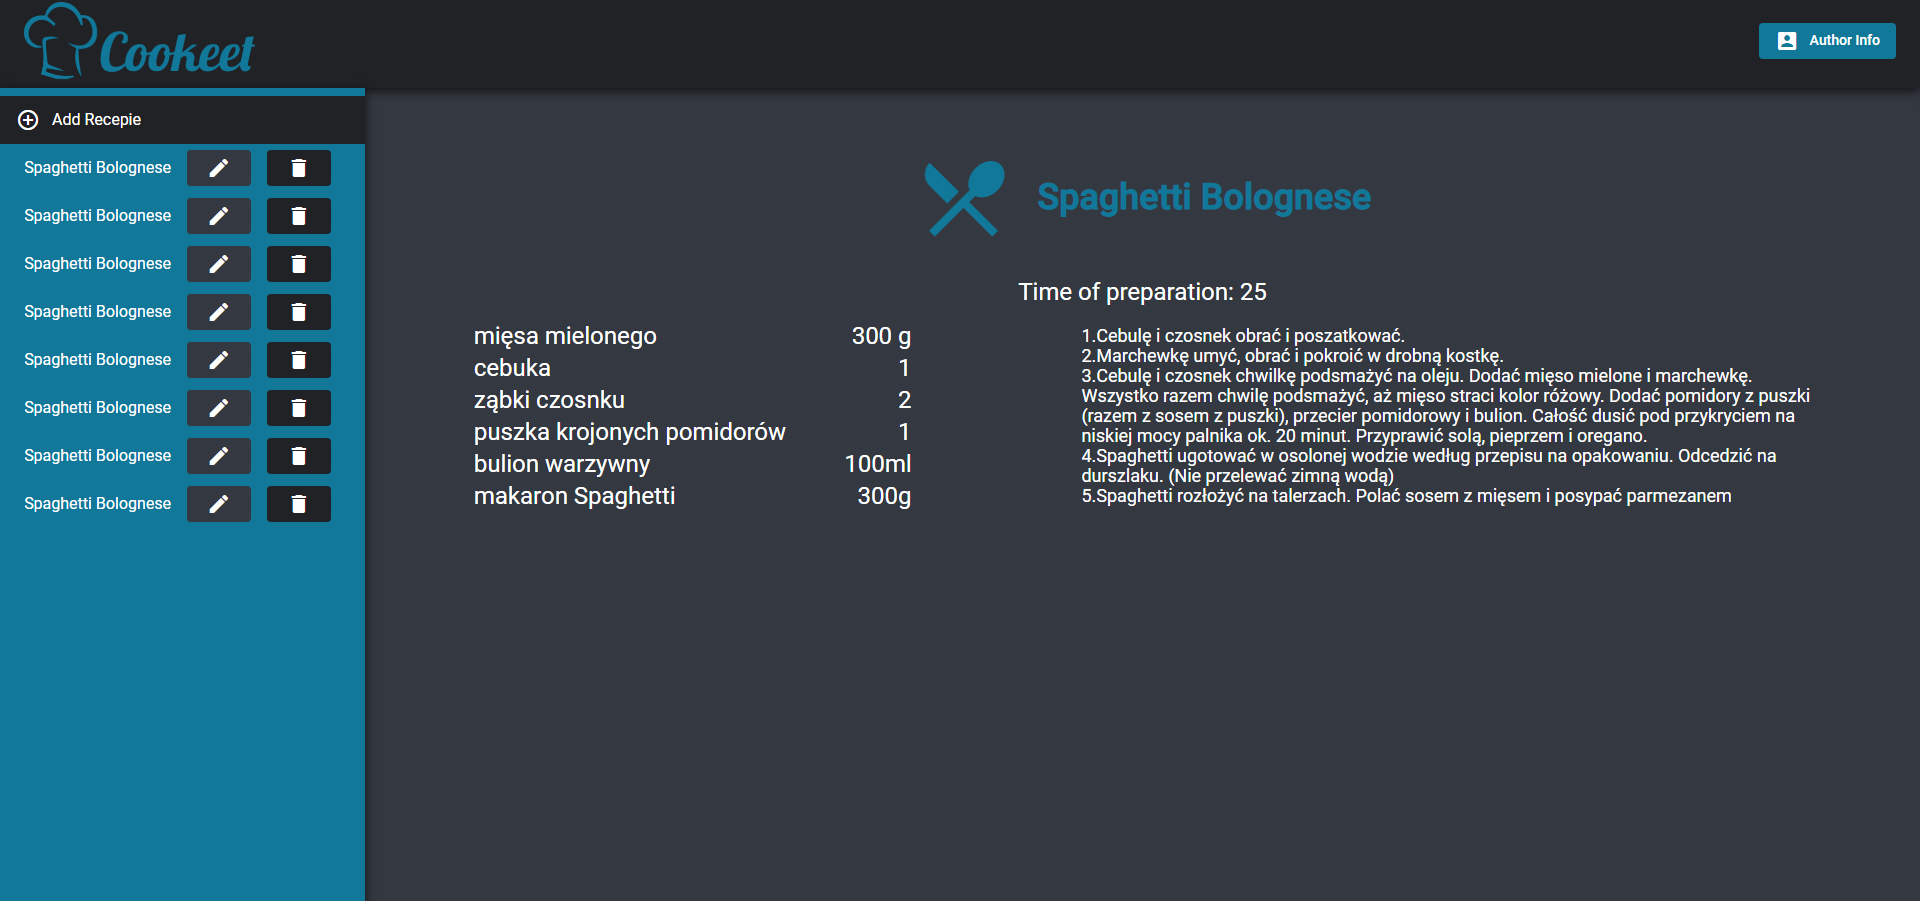 Cookeet
Author Info
Add Recepie
Spaghetti Bolognese
Spaghetti Bolognese
Spaghetti Bolognese
Spaghetti Bolognese
Spaghetti Bolognese
Spaghetti Bolognese
Spaghetti Bolognese
Spaghetti Bolognese
Spaghetti Bolognese
Time of preparation: 25
mięsa mielonego 300 g
cebuka 1
ząbki czosnku 2
puszka krojonych pomidorów 1
bulion warzywny 100ml
makaron Spaghetti 300g
1.Cebulę i czosnek obrać i poszatkować.
2.Marchewkę umyć, obrać i pokroić w drobną kostkę.
3.Cebulę i czosnek chwilkę podsmażyć na oleju. Dodać mięso mielone i marchewkę.
Wszystko razem chwilę podsmażyć, aż mięso straci kolor różowy. Dodać pomidory z puszki
(razem z sosem z puszki), przecier pomidorowy i bulion. Całość dusić pod przykryciem na
niskiej mocy palnika ok. 20 minut. Przyprawić solą, pieprzem i oregano.
4.Spaghetti ugotować w osolonej wodzie według przepisu na opakowaniu. Odcedzić na
durszlaku. (Nie przelewać zimną wodą)
5.Spaghetti rozłożyć na talerzach. Polać sosem z mięsem i posypać parmezanem